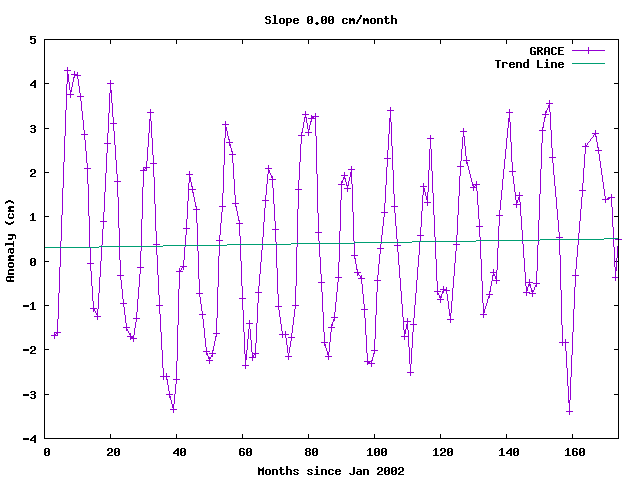 Slope 0.00 cm/month
GRACE
Trend Line
Anomaly (cm)
5
4
3
2
1
0
-1
-2
-3
-4
0 20 40 60 80 100 120 140 160
Months since Jan 2002